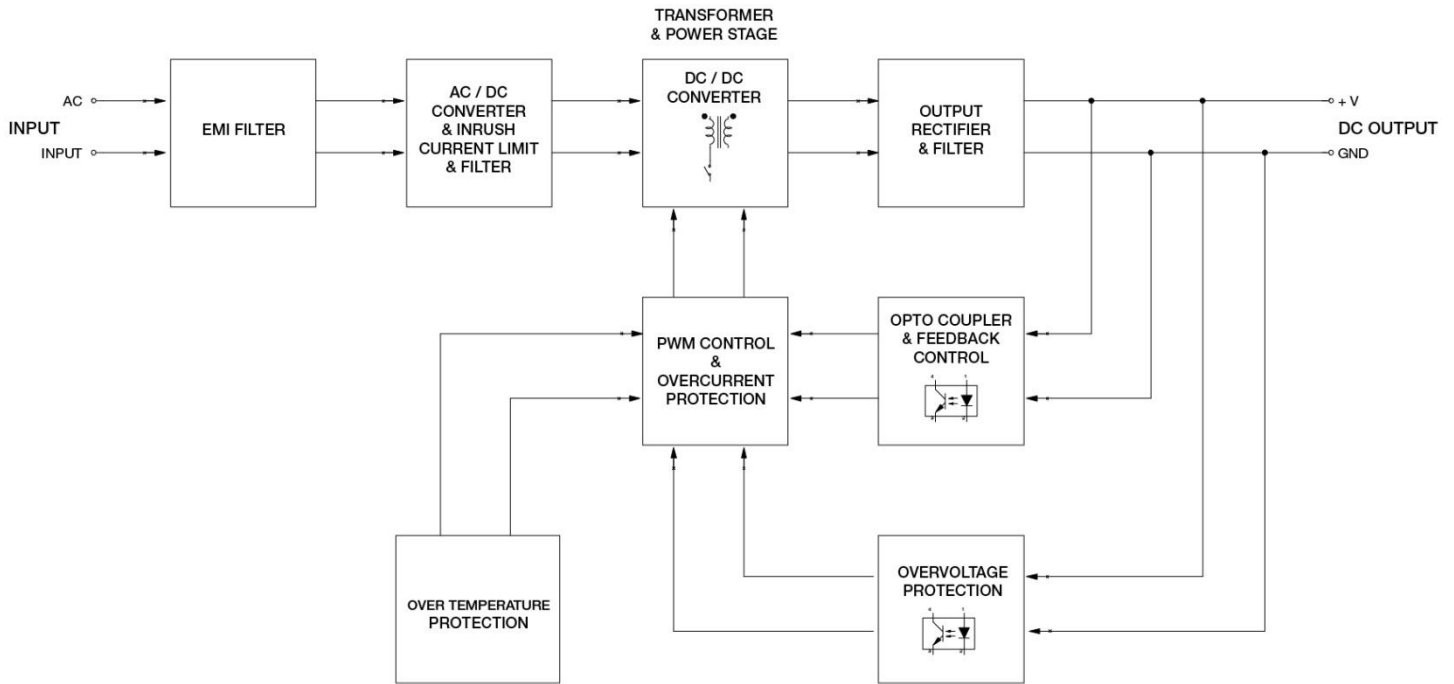 TRANSFORMER
& POWER STAGE
INPUT
AC
INPUT
EMI FILTER
AC / DC
CONVERTER
& INRUSH
CURRENT LIMIT
& FILTER
DC / DC
CONVERTER
OUTPUT
RECTIFIER
& FILTER
+ V
DC OUTPUT
GND
PWM CONTROL
&
OVERCURRENT
PROTECTION
OPTO COUPLER
& FEEDBACK
CONTROL
OVER TEMPERATURE
PROTECTION
OVERVOLTAGE
PROTECTION